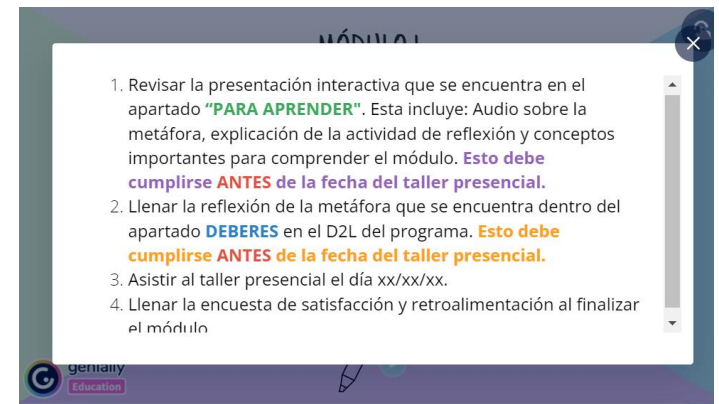 MÓDULO I
1. Revisar la presentación interactiva que se encuentra en el
apartado “PARA APRENDER". Esta incluye: Audio sobre la
metáfora, explicación de la actividad de reflexión y conceptos
importantes para comprender el módulo. Esto debe
cumplirse ANTES de la fecha del taller presencial.
2. Llenar la reflexión de la metáfora que se encuentra dentro del
apartado DEBERES en el D2L del programa. Esto debe
cumplirse ANTES de la fecha del taller presencial.
3. Asistir al taller presencial el día xx/xx/xx.
4. Llenar la encuesta de satisfacción y retroalimentación al finalizar
el módulo
genially
Education